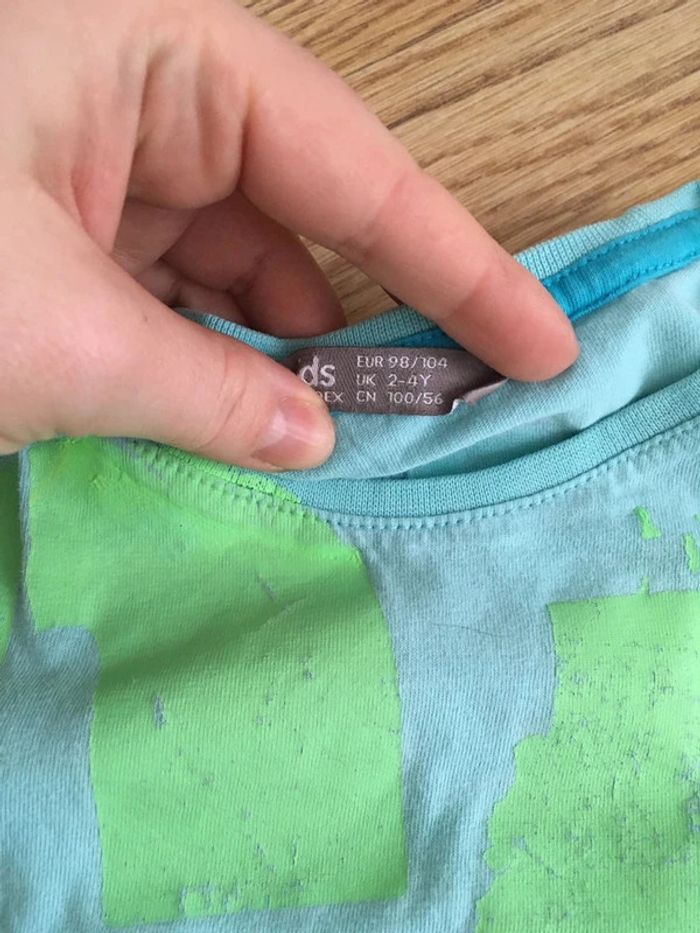 ds EUR 98/104
UK 2-4Y
EX CN 100/56